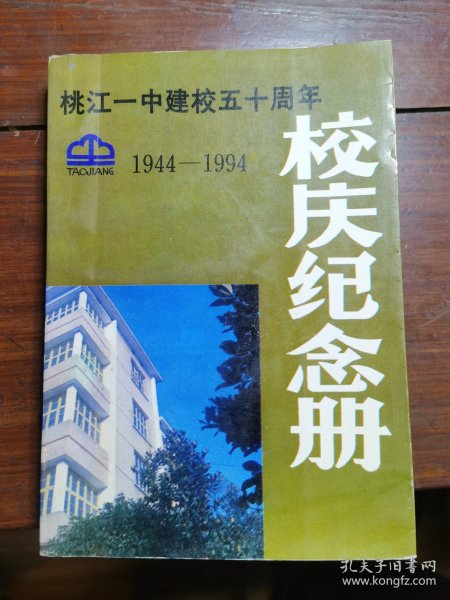 桃江一中建校五十周年
TAOJIANG
1944—1994
校庆纪念册
孔夫子旧书网
www.kongfz.com